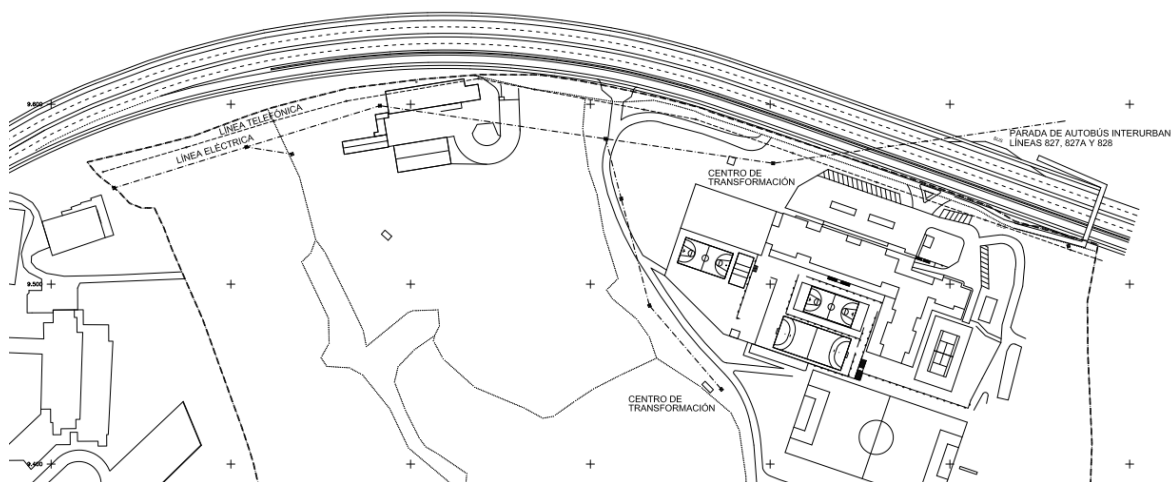 9.600
LÍNEA TELEFÓNICA
LÍNEA ELÉCTRICA
BUS
PARADA DE AUTOBÚS INTERURBAN
LÍNEAS 827, 827A Y 828
CENTRO DE
TRANSFORMACIÓN
9.500
CENTRO DE
TRANSFORMACIÓN
9.400